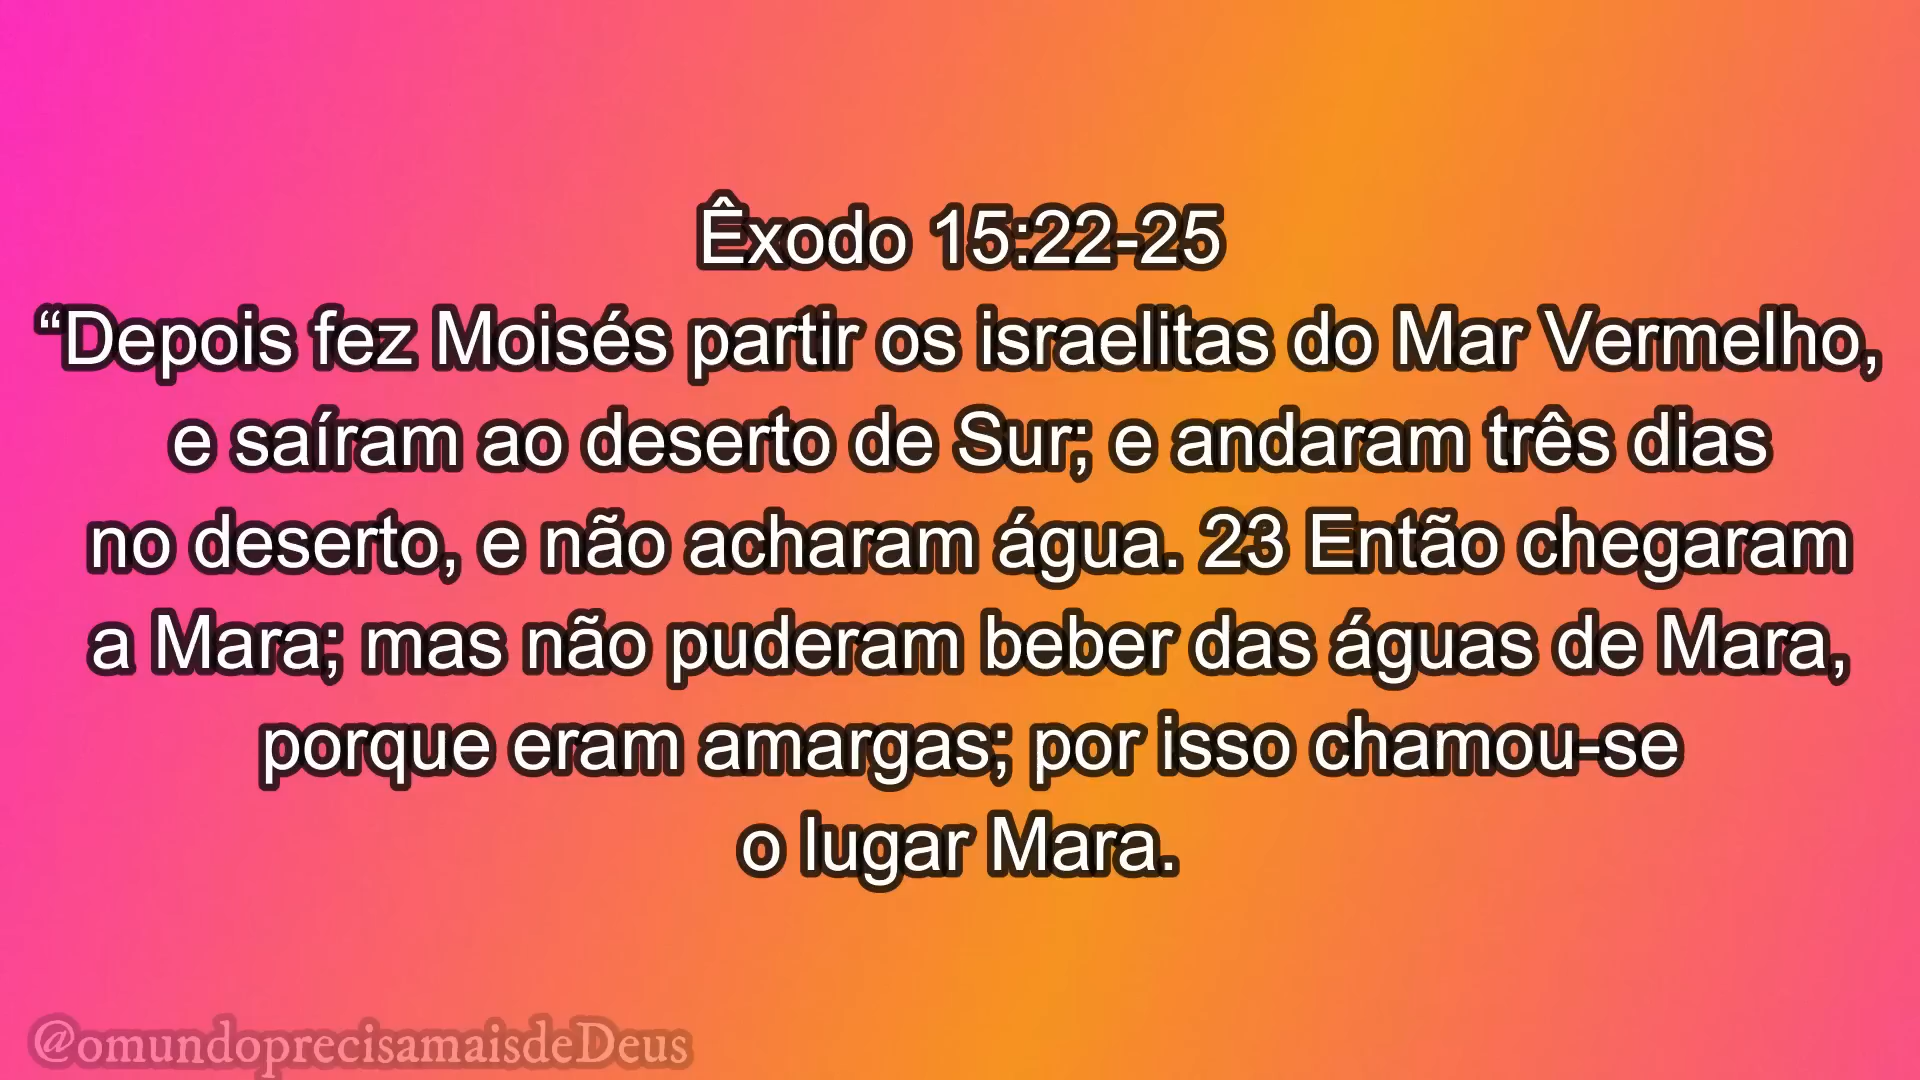 Êxodo 15:22-25
“Depois fez Moisés partir os israelitas do Mar Vermelho,
e saíram ao deserto de Sur; e andaram três dias
no deserto, e não acharam água. 23 Então chegaram
a Mara; mas não puderam beber das águas de Mara,
porque eram amargas; por isso chamou-se
o lugar Mara.
@omundoprecisamaisdeDeus